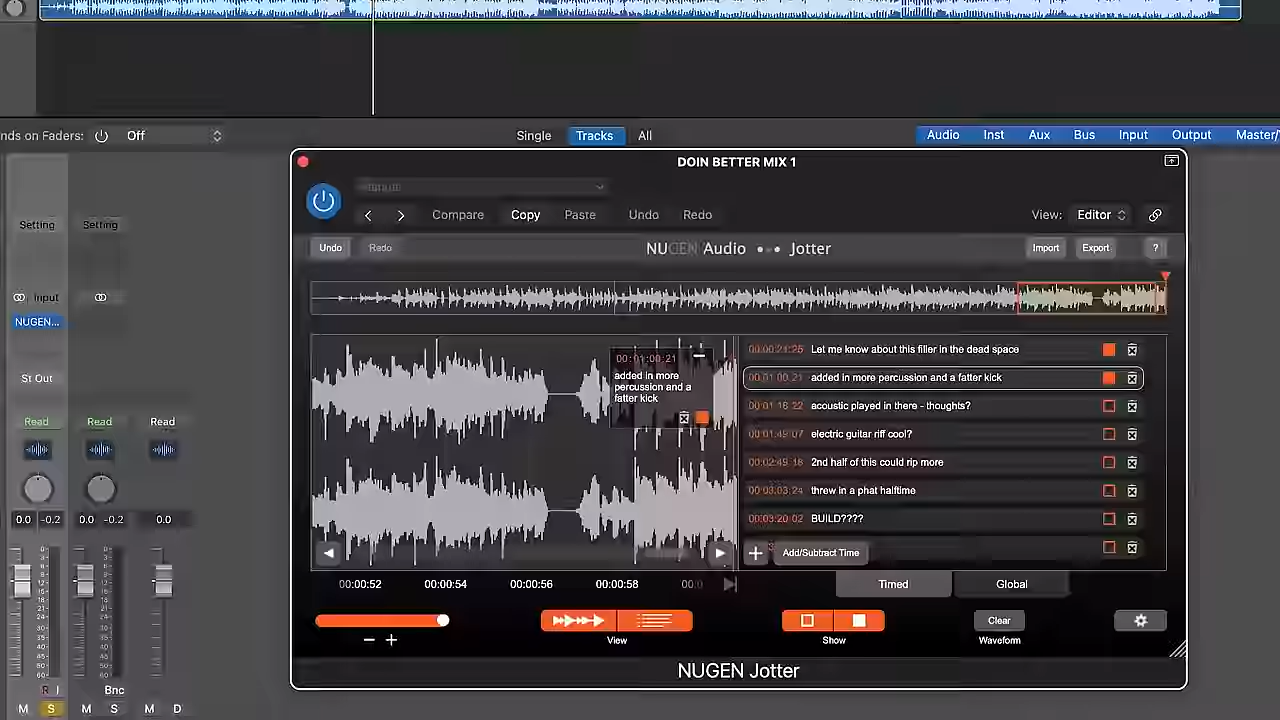 nds on Faders: Off Single Tracks All Audio Inst Aux Bus Input Output Master/
DOIN BETTER MIX 1
Manual
Compare Copy Paste Undo Redo View: Editor
Setting Setting
Undo Redo NUGEN Audio Jotter Import Export ?
Input
NUGEN...
St Out
Read Read Read
0.0 -0.2 0.0 -0.2 0.0
R I Bnc
M S M S M D
00:01:00:21
added in more
percussion and a
fatter kick
00:00:21:25 Let me know about this filler in the dead space
00:01:00:21 added in more percussion and a fatter kick
00:01:16:22 acoustic played in there - thoughts?
00:01:49:07 electric guitar riff cool?
00:02:49:18 2nd half of this could rip more
00:03:03:24 threw in a phat halftime
00:03:20:02 BUILD????
+ Add/Subtract Time
00:00:52 00:00:54 00:00:56 00:00:58 00:0
Timed Global
View Show Clear
Waveform
NUGEN Jotter